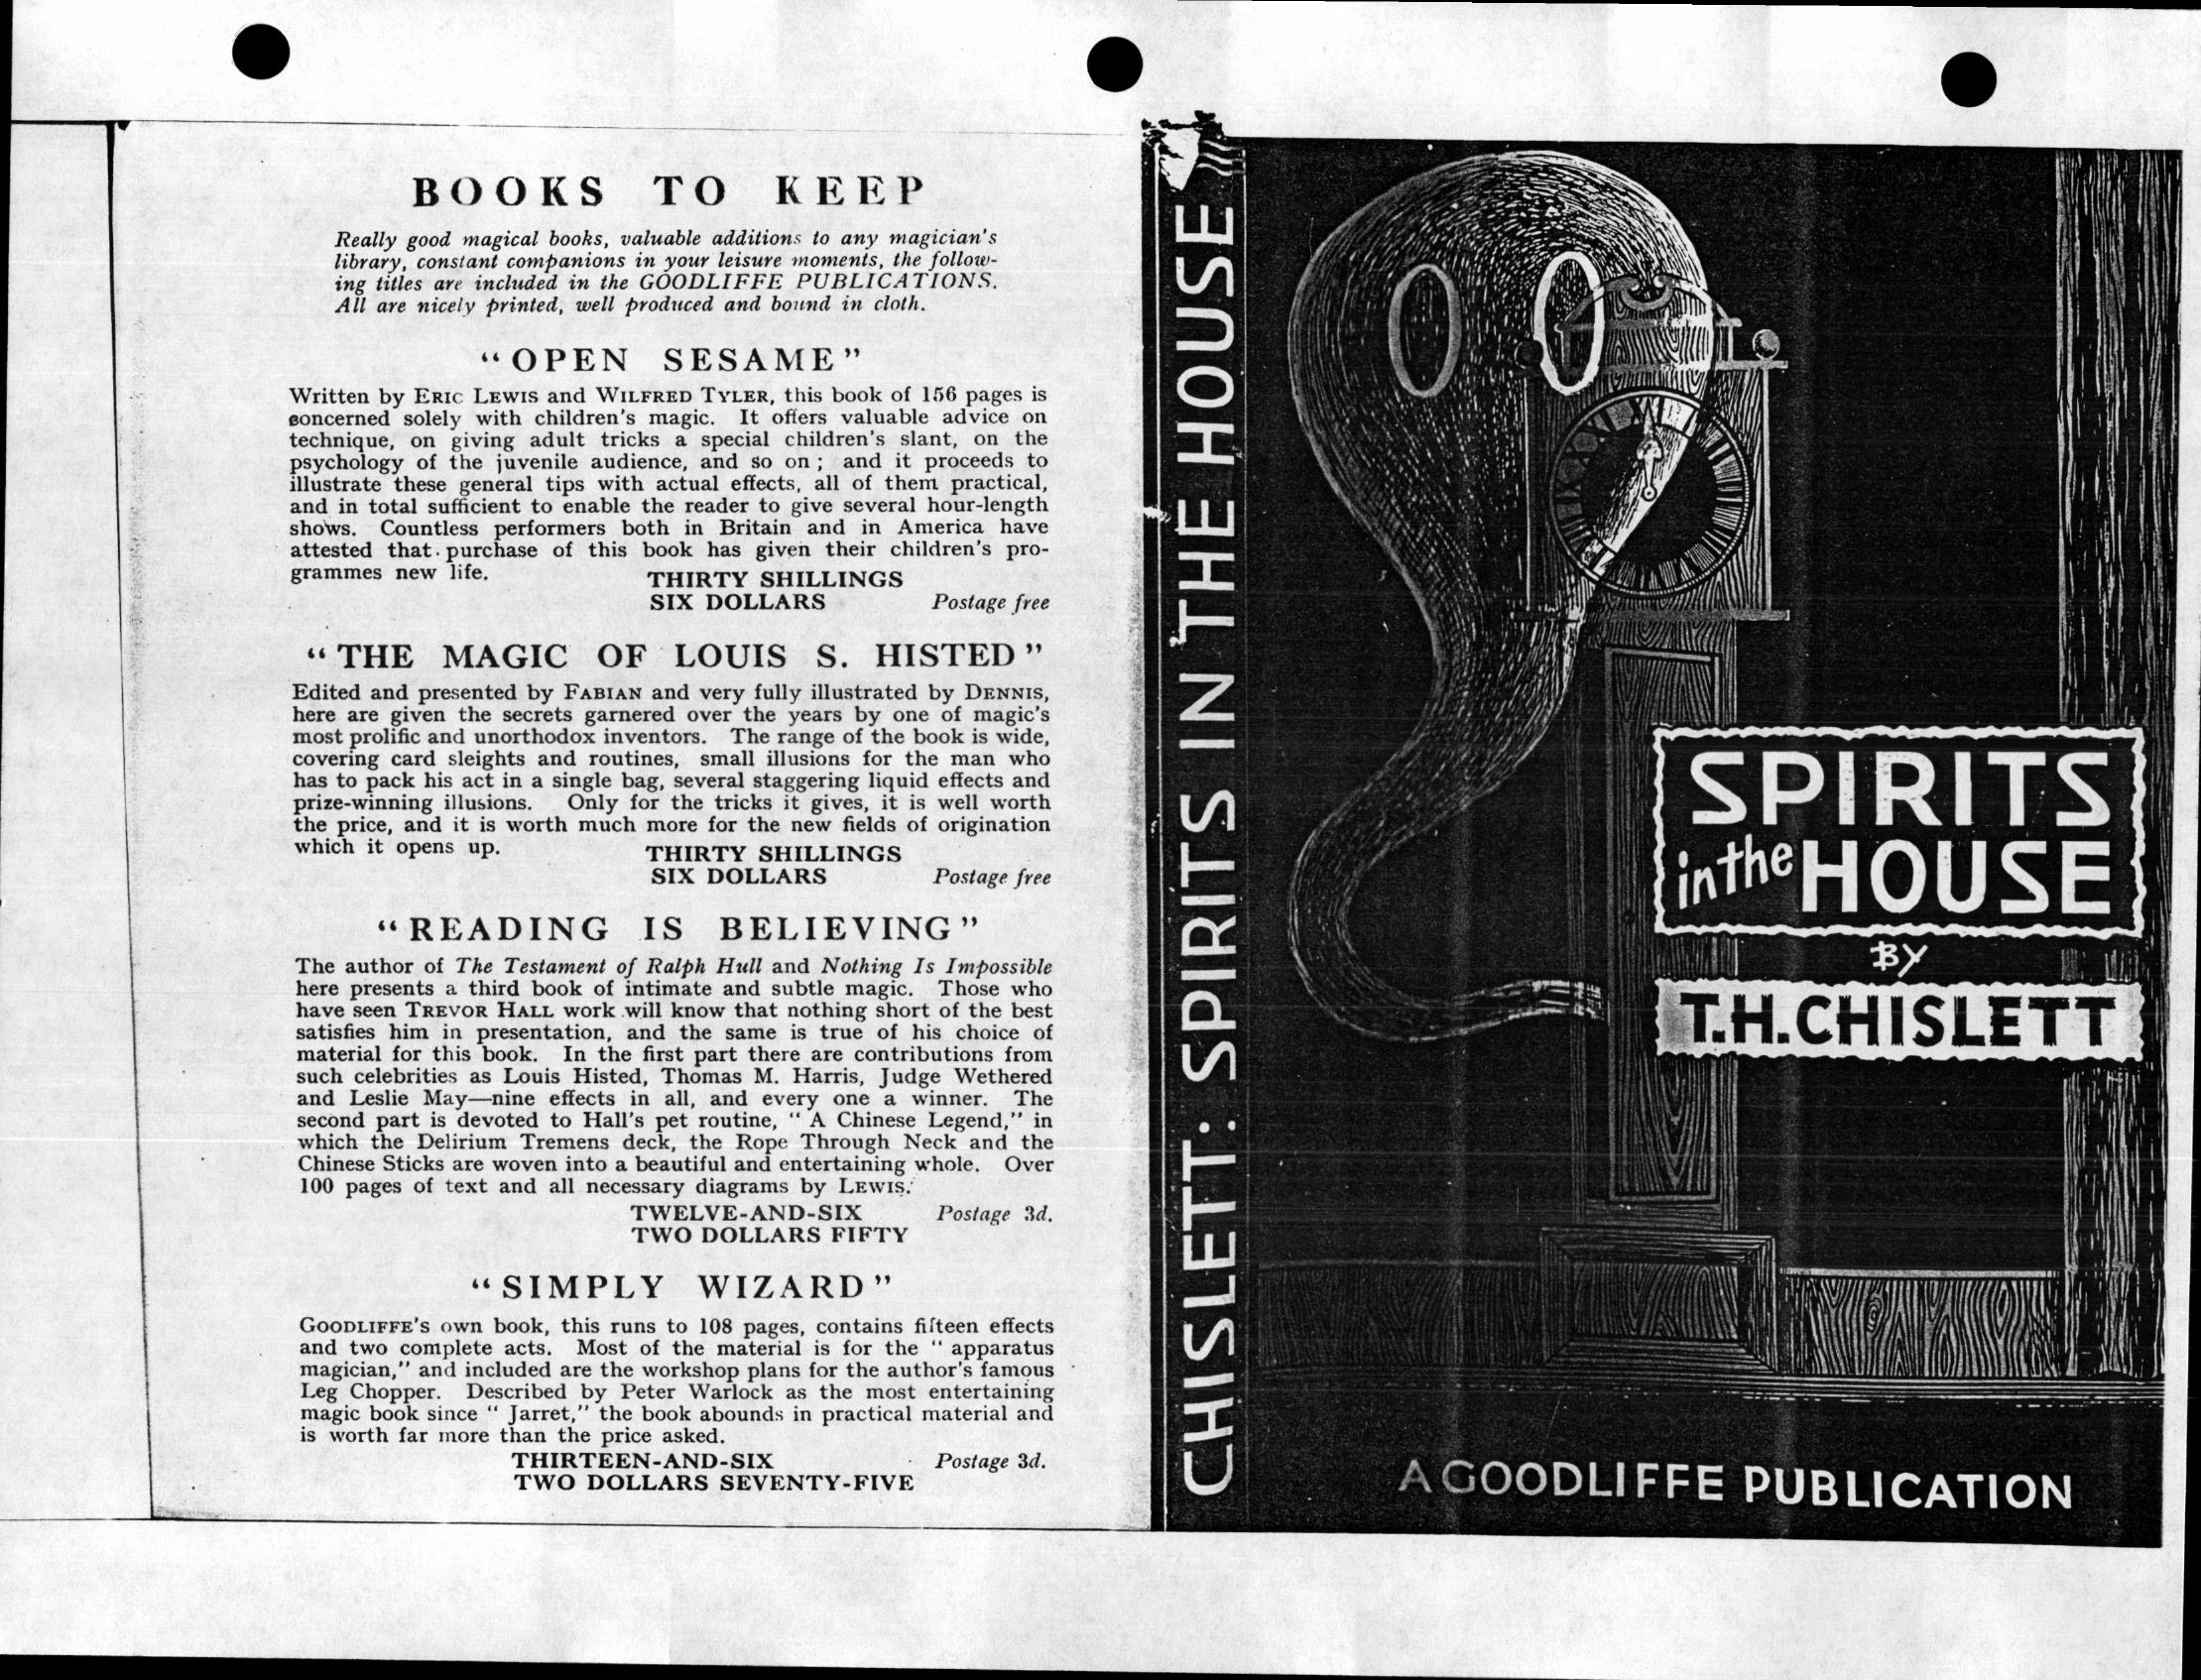 BOOKS TO KEEP
Really good magical books, valuable additions to any magician's
library, constant companions in your leisure moments, the follow-
ing titles are included in the GOODLIFFE PUBLICATIONS.
All are nicely printed, well produced and bound in cloth.
“OPEN SESAME”
Written by ERIC LEWIS and WILFRED TYLER, this book of 156 pages is
concerned solely with children's magic. It offers valuable advice on
technique, on giving adult tricks a special children's slant, on the
psychology of the juvenile audience, and so on; and it proceeds to
illustrate these general tips with actual effects, all of them practical,
and in total sufficient to enable the reader to give several hour-length
shows. Countless performers both in Britain and in America have
attested that purchase of this book has given their children's pro-
grammes new life.
THIRTY SHILLINGS
SIX DOLLARS Postage free
“THE MAGIC OF LOUIS S. HISTED”
Edited and presented by FABIAN and very fully illustrated by DENNIS,
here are given the secrets garnered over the years by one of magic's
most prolific and unorthodox inventors. The range of the book is wide,
covering card sleights and routines, small illusions for the man who
has to pack his act in a single bag, several staggering liquid effects and
prize-winning illusions. Only for the tricks it gives, it is well worth
the price, and it is worth much more for the new fields of origination
which it opens up.
THIRTY SHILLINGS
SIX DOLLARS Postage free
“READING IS BELIEVING”
The author of The Testament of Ralph Hull and Nothing Is Impossible
here presents a third book of intimate and subtle magic. Those who
have seen TREVOR HALL work will know that nothing short of the best
satisfies him in presentation, and the same is true of his choice of
material for this book. In the first part there are contributions from
such celebrities as Louis Histed, Thomas M. Harris, Judge Wethered
and Leslie May—nine effects in all, and every one a winner. The
second part is devoted to Hall's pet routine, “A Chinese Legend,” in
which the Delirium Tremens deck, the Rope Through Neck and the
Chinese Sticks are woven into a beautiful and entertaining whole. Over
100 pages of text and all necessary diagrams by LEWIS.
TWELVE-AND-SIX Postage 3d.
TWO DOLLARS FIFTY
“SIMPLY WIZARD”
GOODLIFFE'S own book, this runs to 108 pages, contains fifteen effects
and two complete acts. Most of the material is for the “apparatus
magician,” and included are the workshop plans for the author's famous
Leg Chopper. Described by Peter Warlock as the most entertaining
magic book since “Jarret,” the book abounds in practical material and
is worth far more than the price asked.
THIRTEEN-AND-SIX Postage 3d.
TWO DOLLARS SEVENTY-FIVE
CHISLETT: SPIRITS IN THE HOUSE
SPIRITS
in the HOUSE
BY
T.H. CHISLETT
A GOODLIFFE PUBLICATION